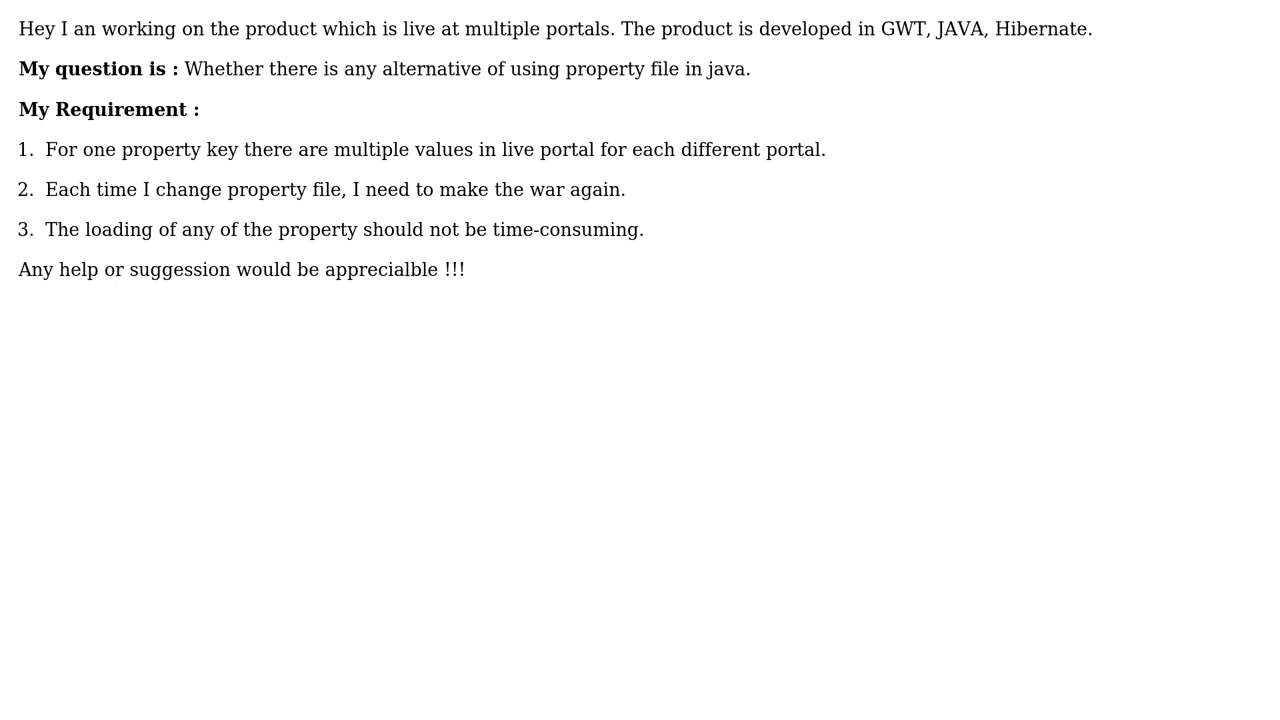 Hey I an working on the product which is live at multiple portals. The product is developed in GWT, JAVA, Hibernate.
My question is : Whether there is any alternative of using property file in java.
My Requirement :
1. For one property key there are multiple values in live portal for each different portal.
2. Each time I change property file, I need to make the war again.
3. The loading of any of the property should not be time-consuming.
Any help or suggession would be apprecialble !!!